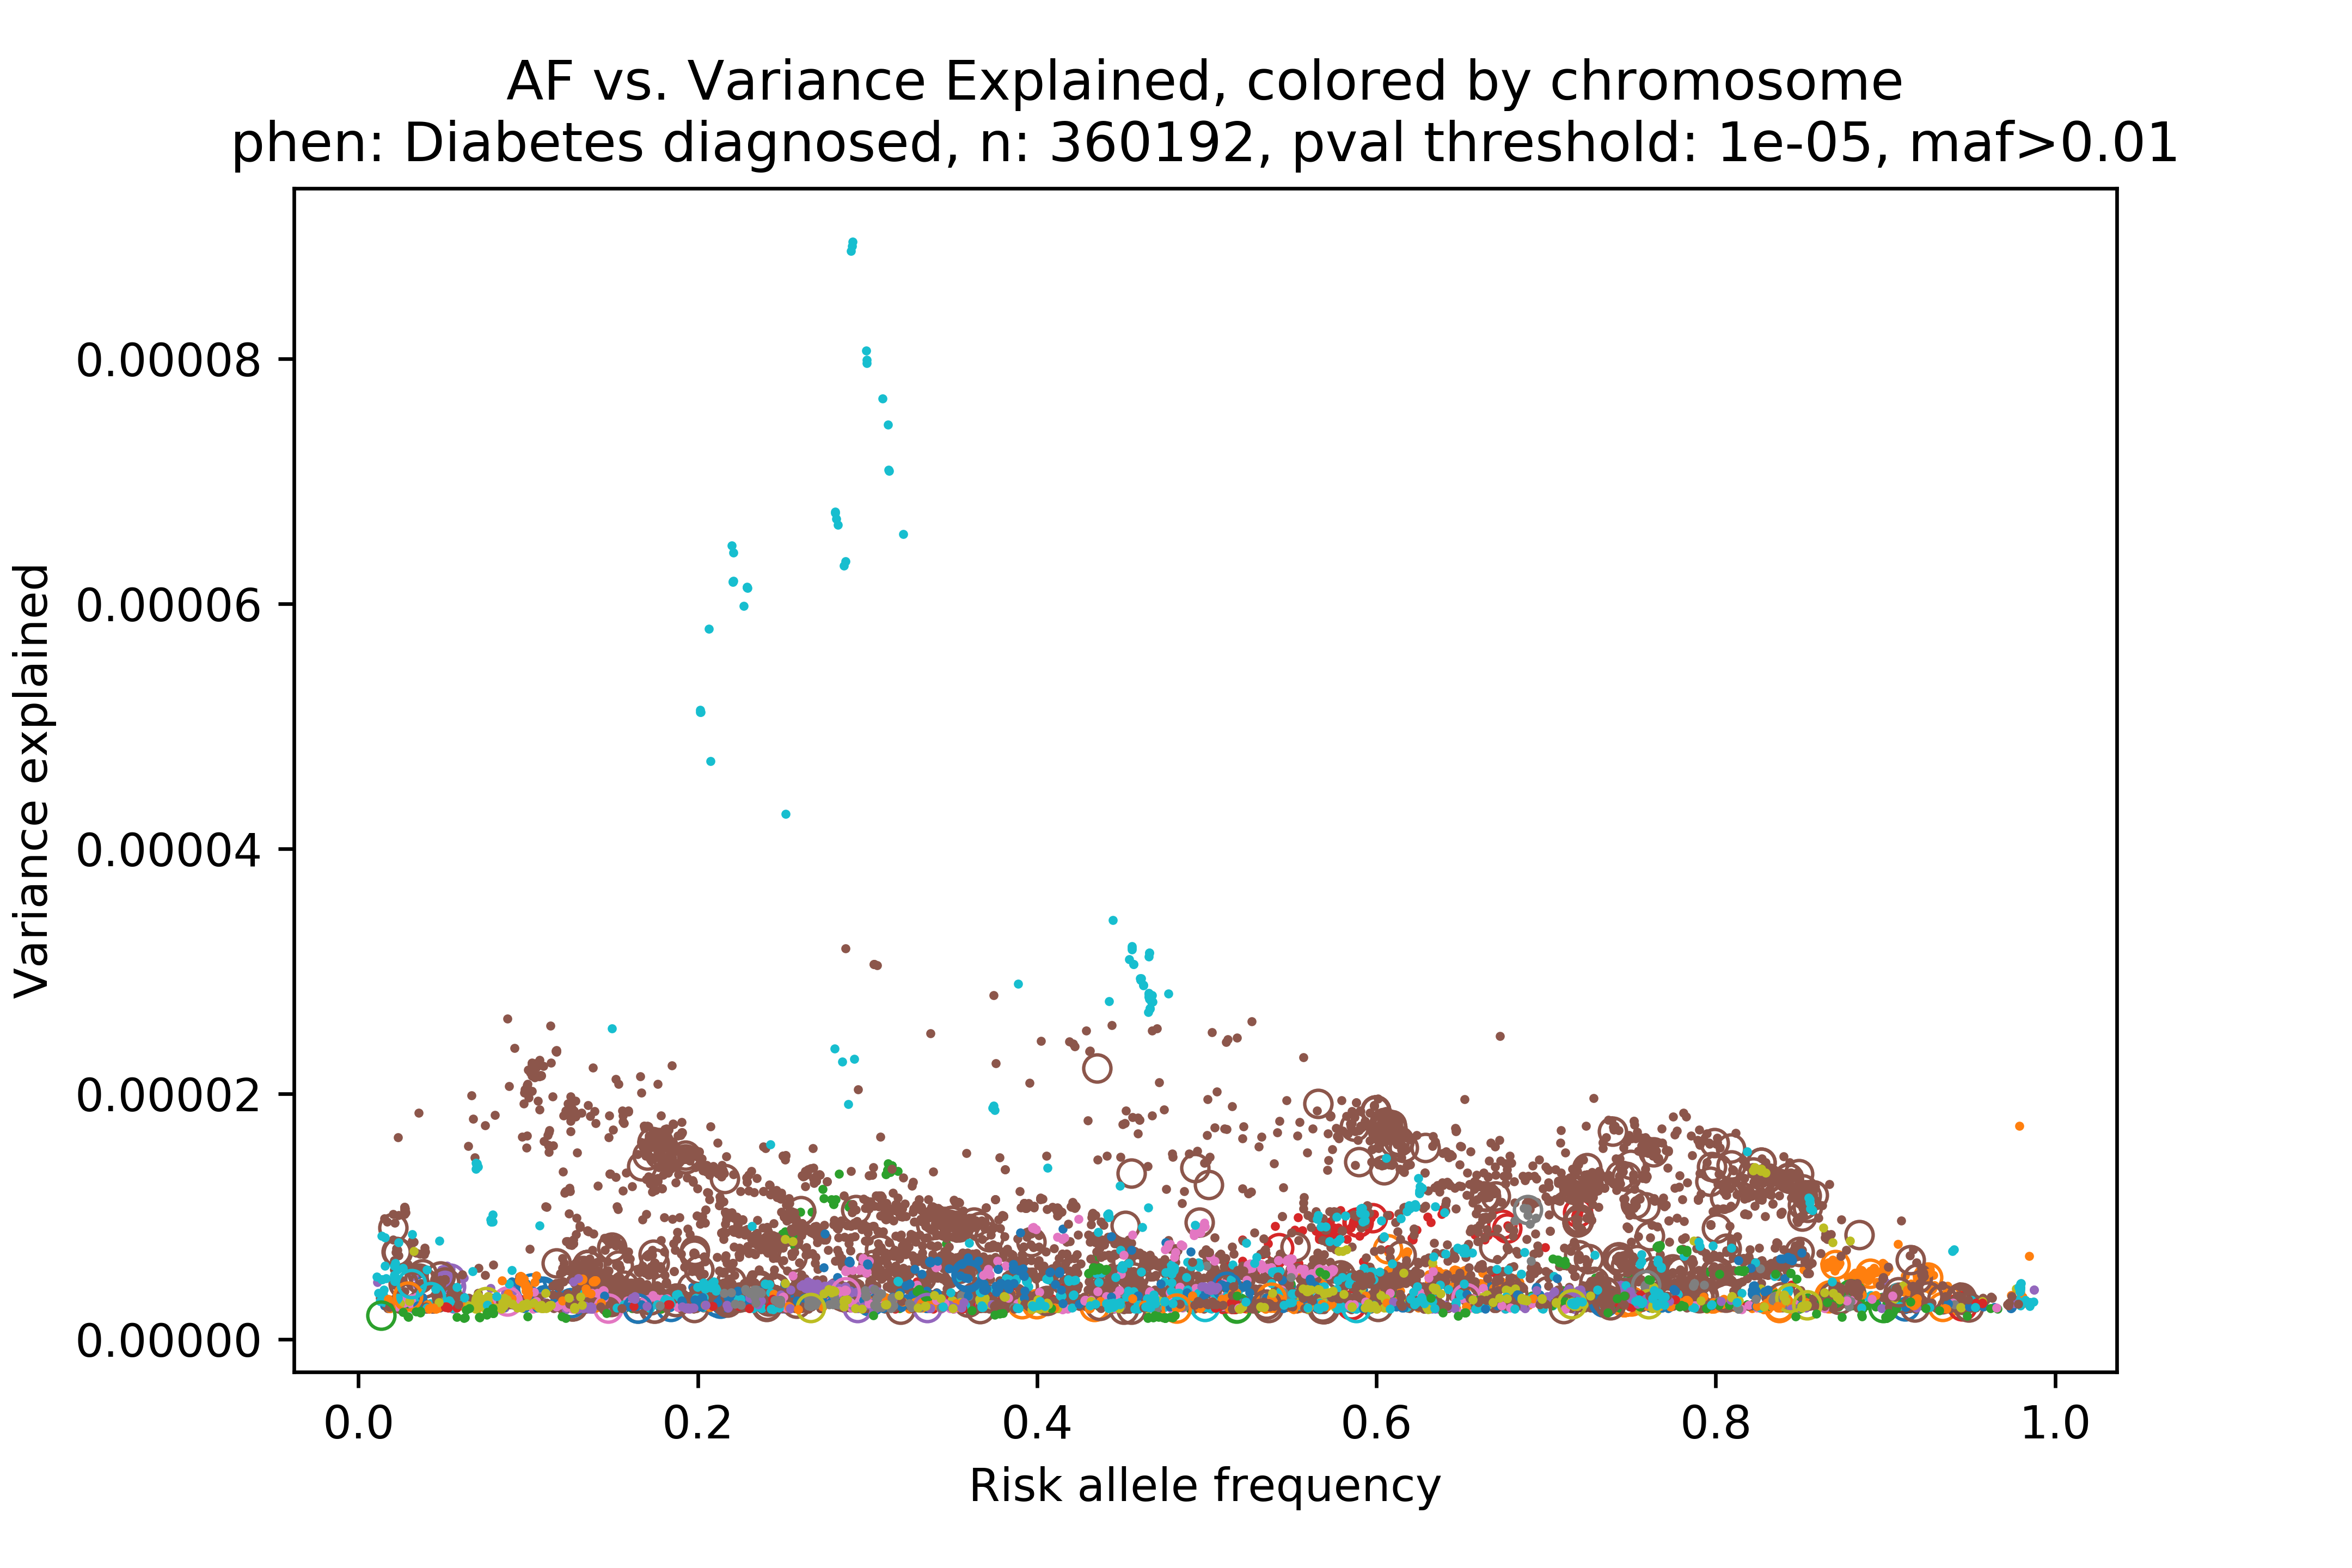 AF vs. Variance Explained, colored by chromosome
phen: Diabetes diagnosed, n: 360192, pval threshold: 1e-05, maf>0.01
Variance explained
0.00008
0.00006
0.00004
0.00002
0.00000
0.0 0.2 0.4 0.6 0.8 1.0
Risk allele frequency